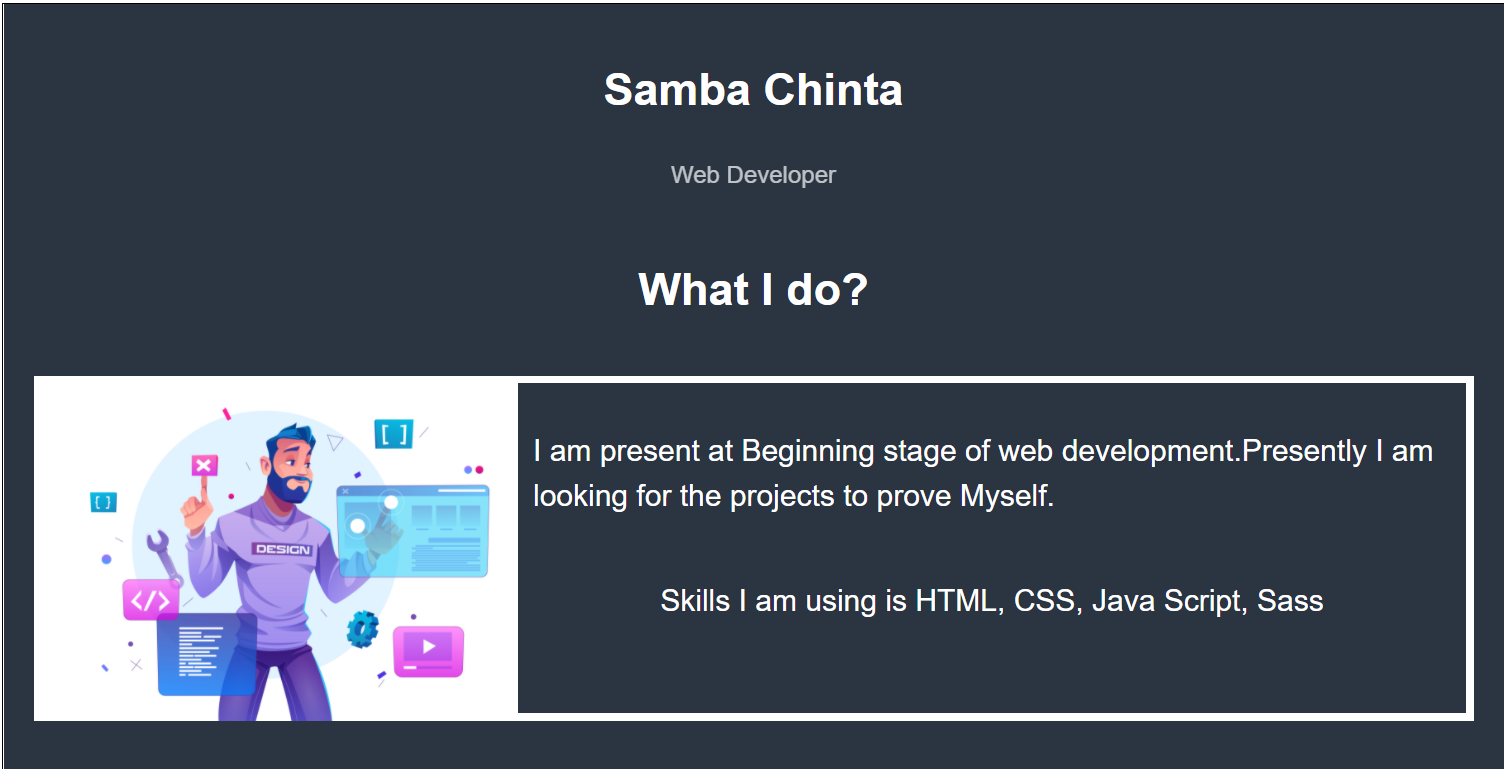 Samba Chinta
Web Developer
What I do?
[ ]
[ ]
DESIGN
</>
I am present at Beginning stage of web development.Presently I am
looking for the projects to prove Myself.
Skills I am using is HTML, CSS, Java Script, Sass